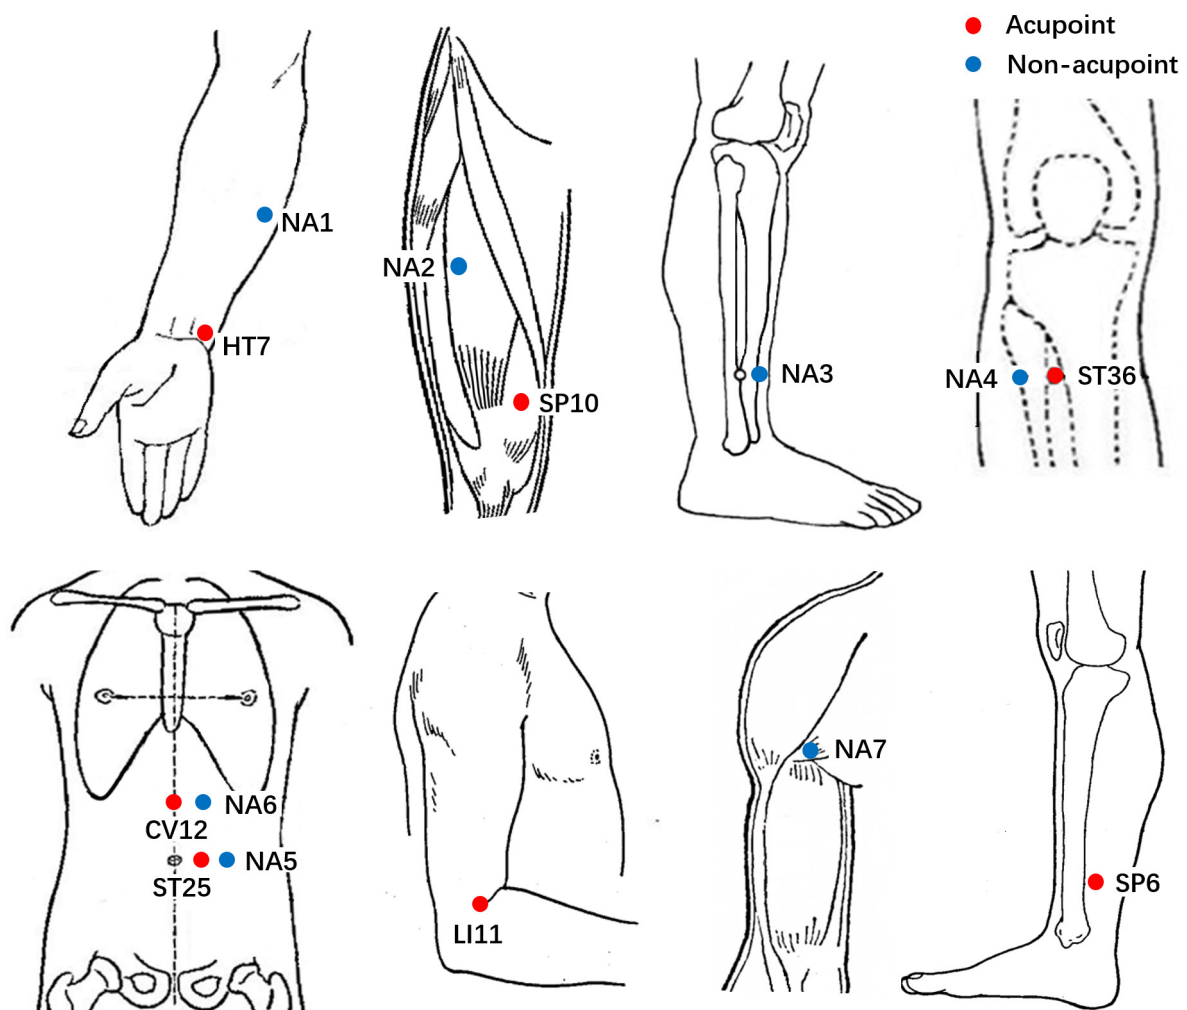 Acupoint
Non-acupoint
NA1
HT7
NA2
SP10
NA3
NA4
ST36
NA6
CV12
NA5
ST25
LI11
NA7
SP6